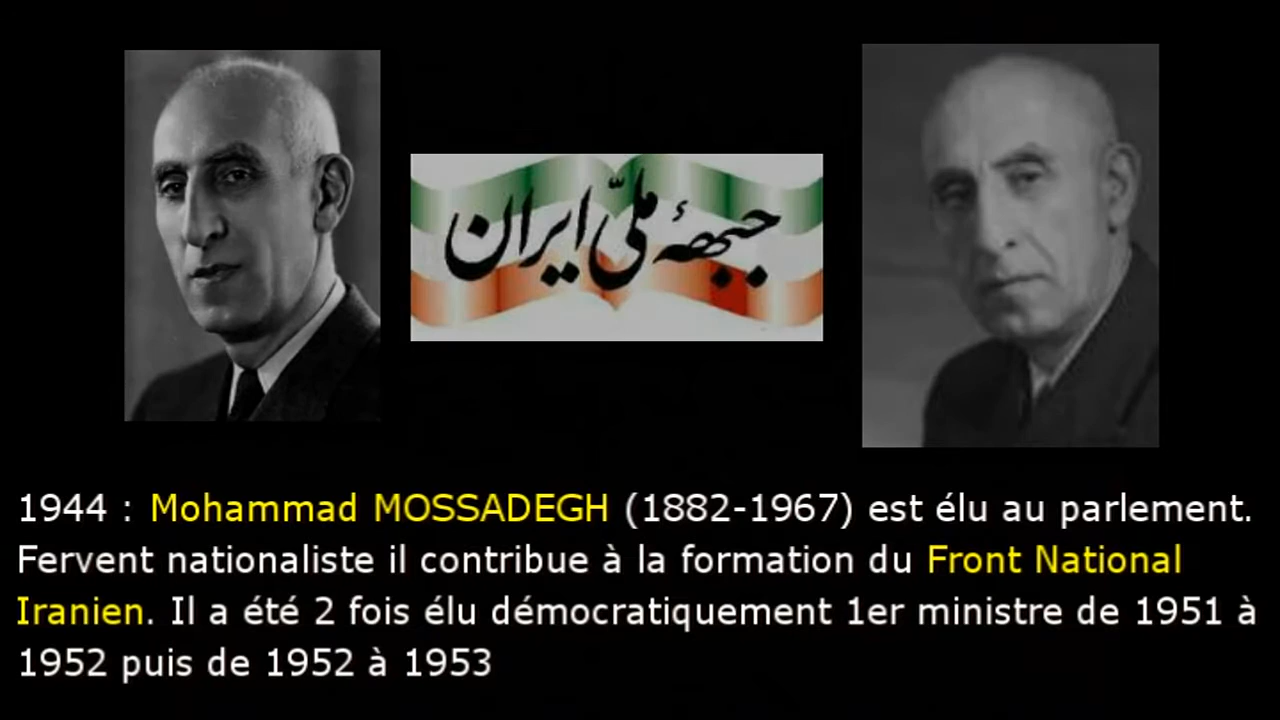 جبههٔ ملّی ایران
1944 : Mohammad MOSSADEGH (1882-1967) est élu au parlement.
Fervent nationaliste il contribue à la formation du Front National
Iranien. Il a été 2 fois élu démocratiquement 1er ministre de 1951 à
1952 puis de 1952 à 1953